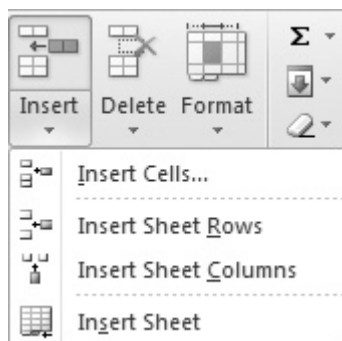 Insert Delete Format Σ
Insert Cells...
Insert Sheet Rows
Insert Sheet Columns
Insert Sheet